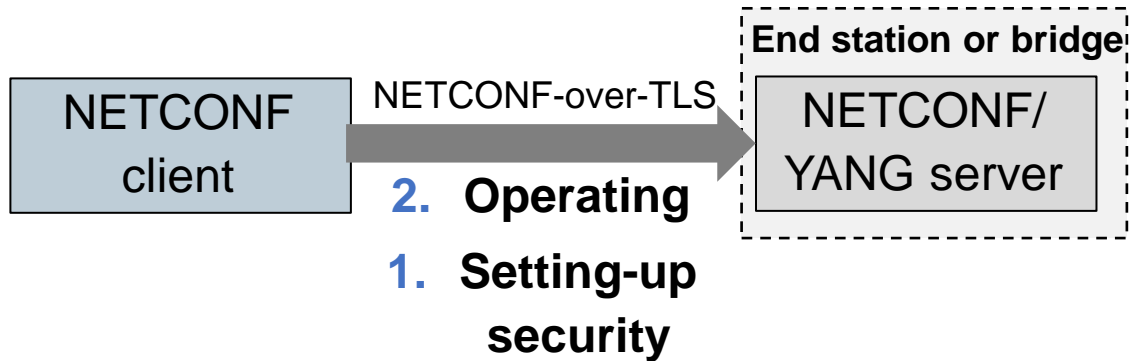 End station or bridge
NETCONF
client
NETCONF-over-TLS
NETCONF/
YANG server
2. Operating
1. Setting-up
security